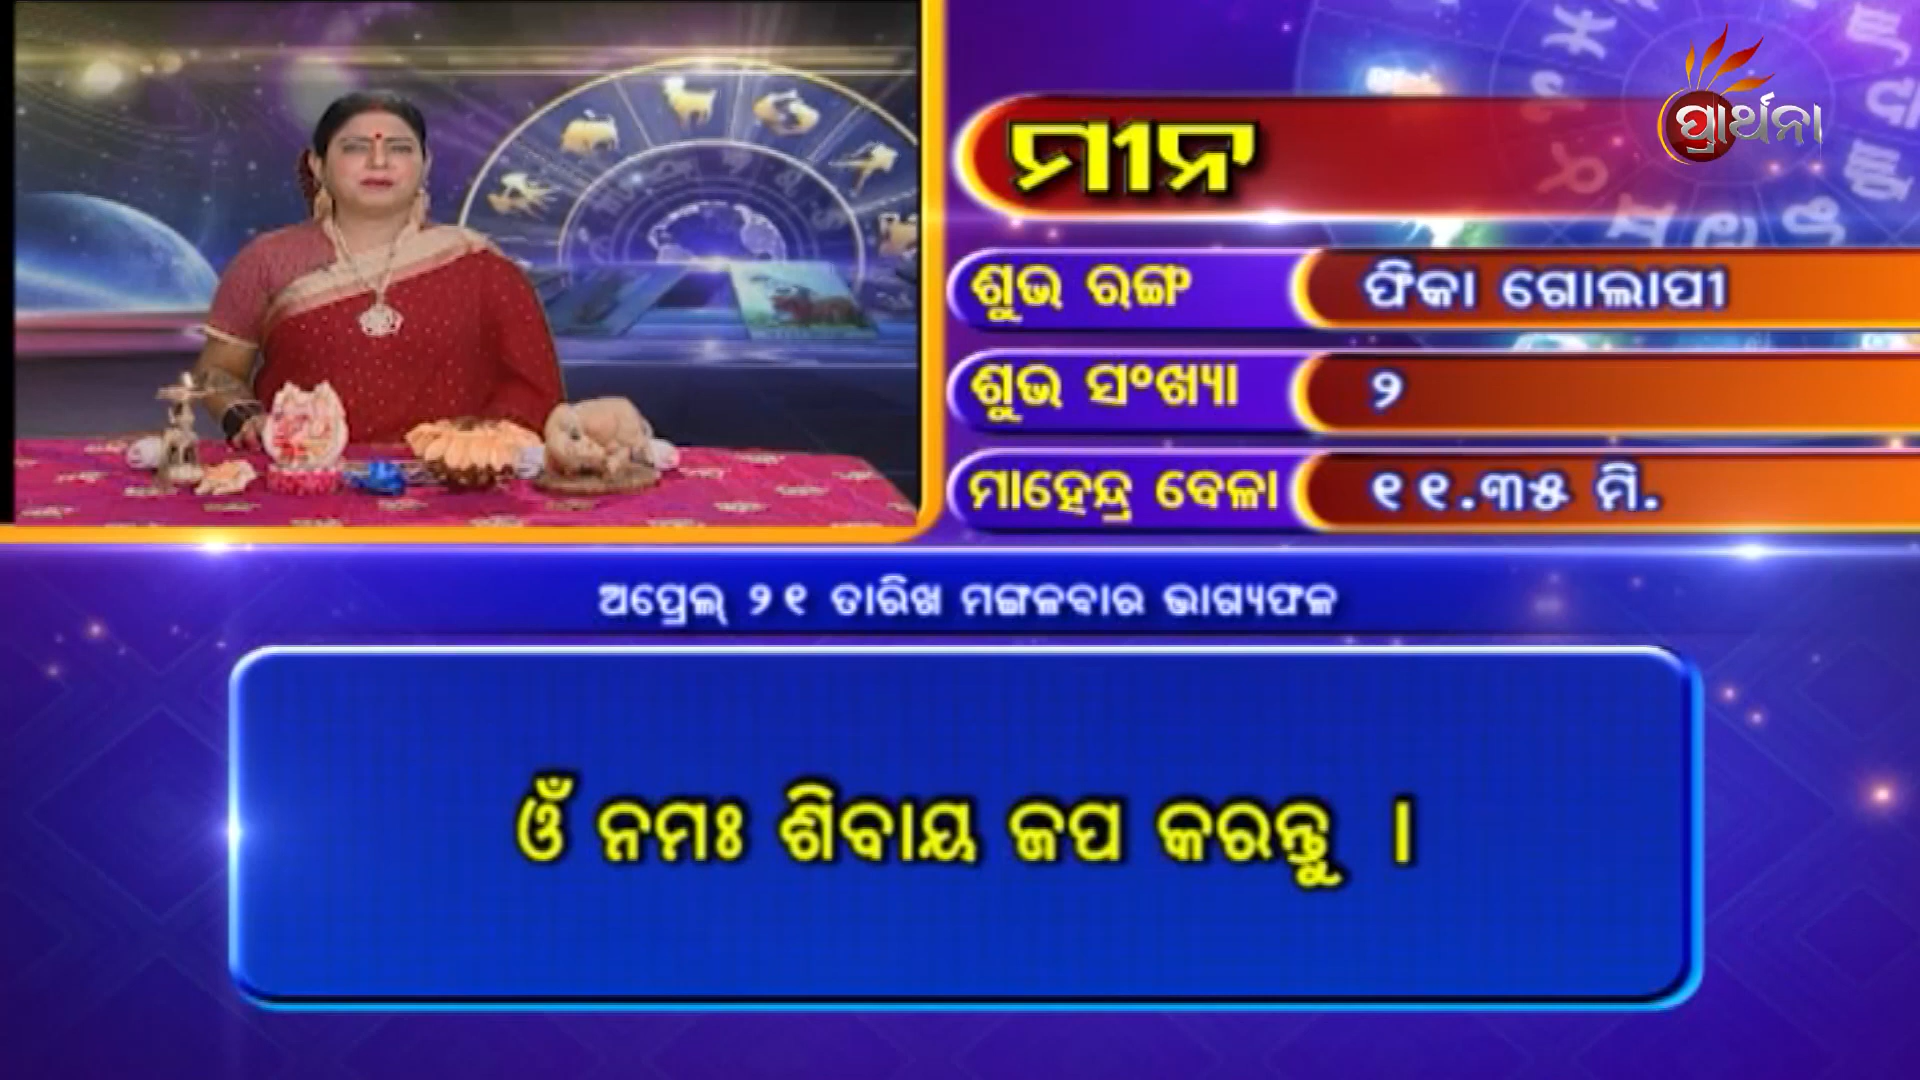 ପ୍ରାର୍ଥନା
ମୀନ
ଶୁଭ ରଙ୍ଗ ଫିକା ଗୋଲାପୀ
ଶୁଭ ସଂଖ୍ୟା ୨
ମାହେନ୍ଦ୍ର ବେଳା ୧୧.୩୫ ମି.
ଅପ୍ରେଲ୍ ୨୧ ତାରିଖ ମଙ୍ଗଳବାର ଭାଗ୍ୟଫଳ
ଓଁ ନମଃ ଶିବାୟ ଜପ କରନ୍ତୁ ।